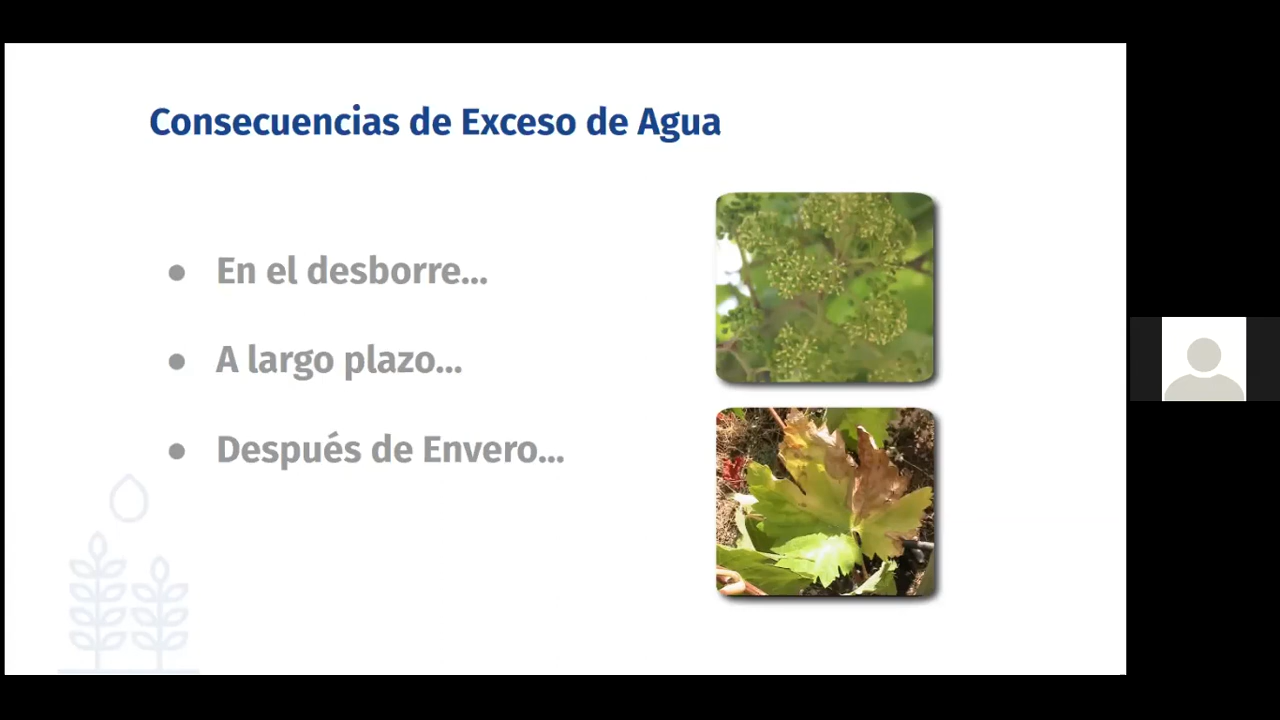 Consecuencias de Exceso de Agua
● En el desborre...
● A largo plazo...
● Después de Envero...